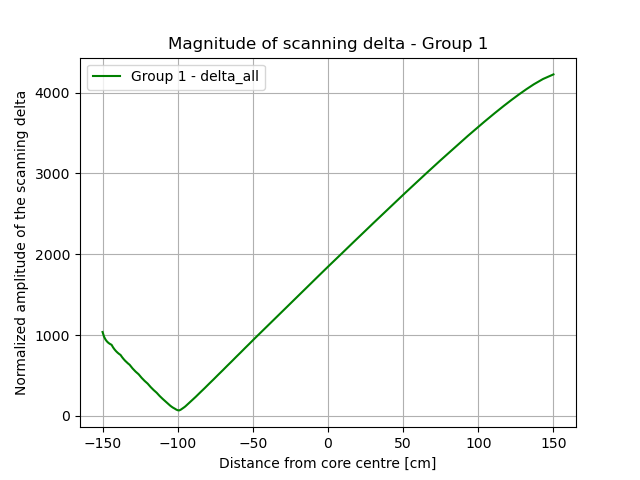 Magnitude of scanning delta - Group 1
Group 1 - delta_all
Normalized amplitude of the scanning delta
4000
3000
2000
1000
0
−150 −100 −50 0 50 100 150
Distance from core centre [cm]